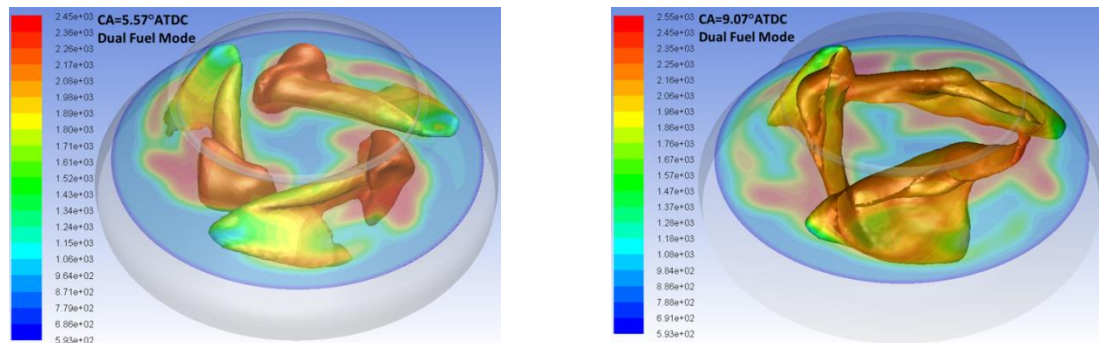 2.45e+03
CA=5.57°ATDC
2.36e+03
Dual Fuel Mode
2.26e+03
2.17e+03
2.08e+03
1.98e+03
1.89e+03
1.80e+03
1.71e+03
1.61e+03
1.52e+03
1.43e+03
1.34e+03
1.24e+03
1.15e+03
1.06e+03
9.64e+02
8.71e+02
7.79e+02
6.86e+02
5.93e+02
2.55e+03
CA=9.07°ATDC
2.45e+03
Dual Fuel Mode
2.35e+03
2.25e+03
2.16e+03
2.06e+03
1.96e+03
1.86e+03
1.77e+03
1.67e+03
1.57e+03
1.47e+03
1.37e+03
1.28e+03
1.18e+03
1.08e+03
9.84e+02
8.86e+02
7.88e+02
6.91e+02
5.93e+02